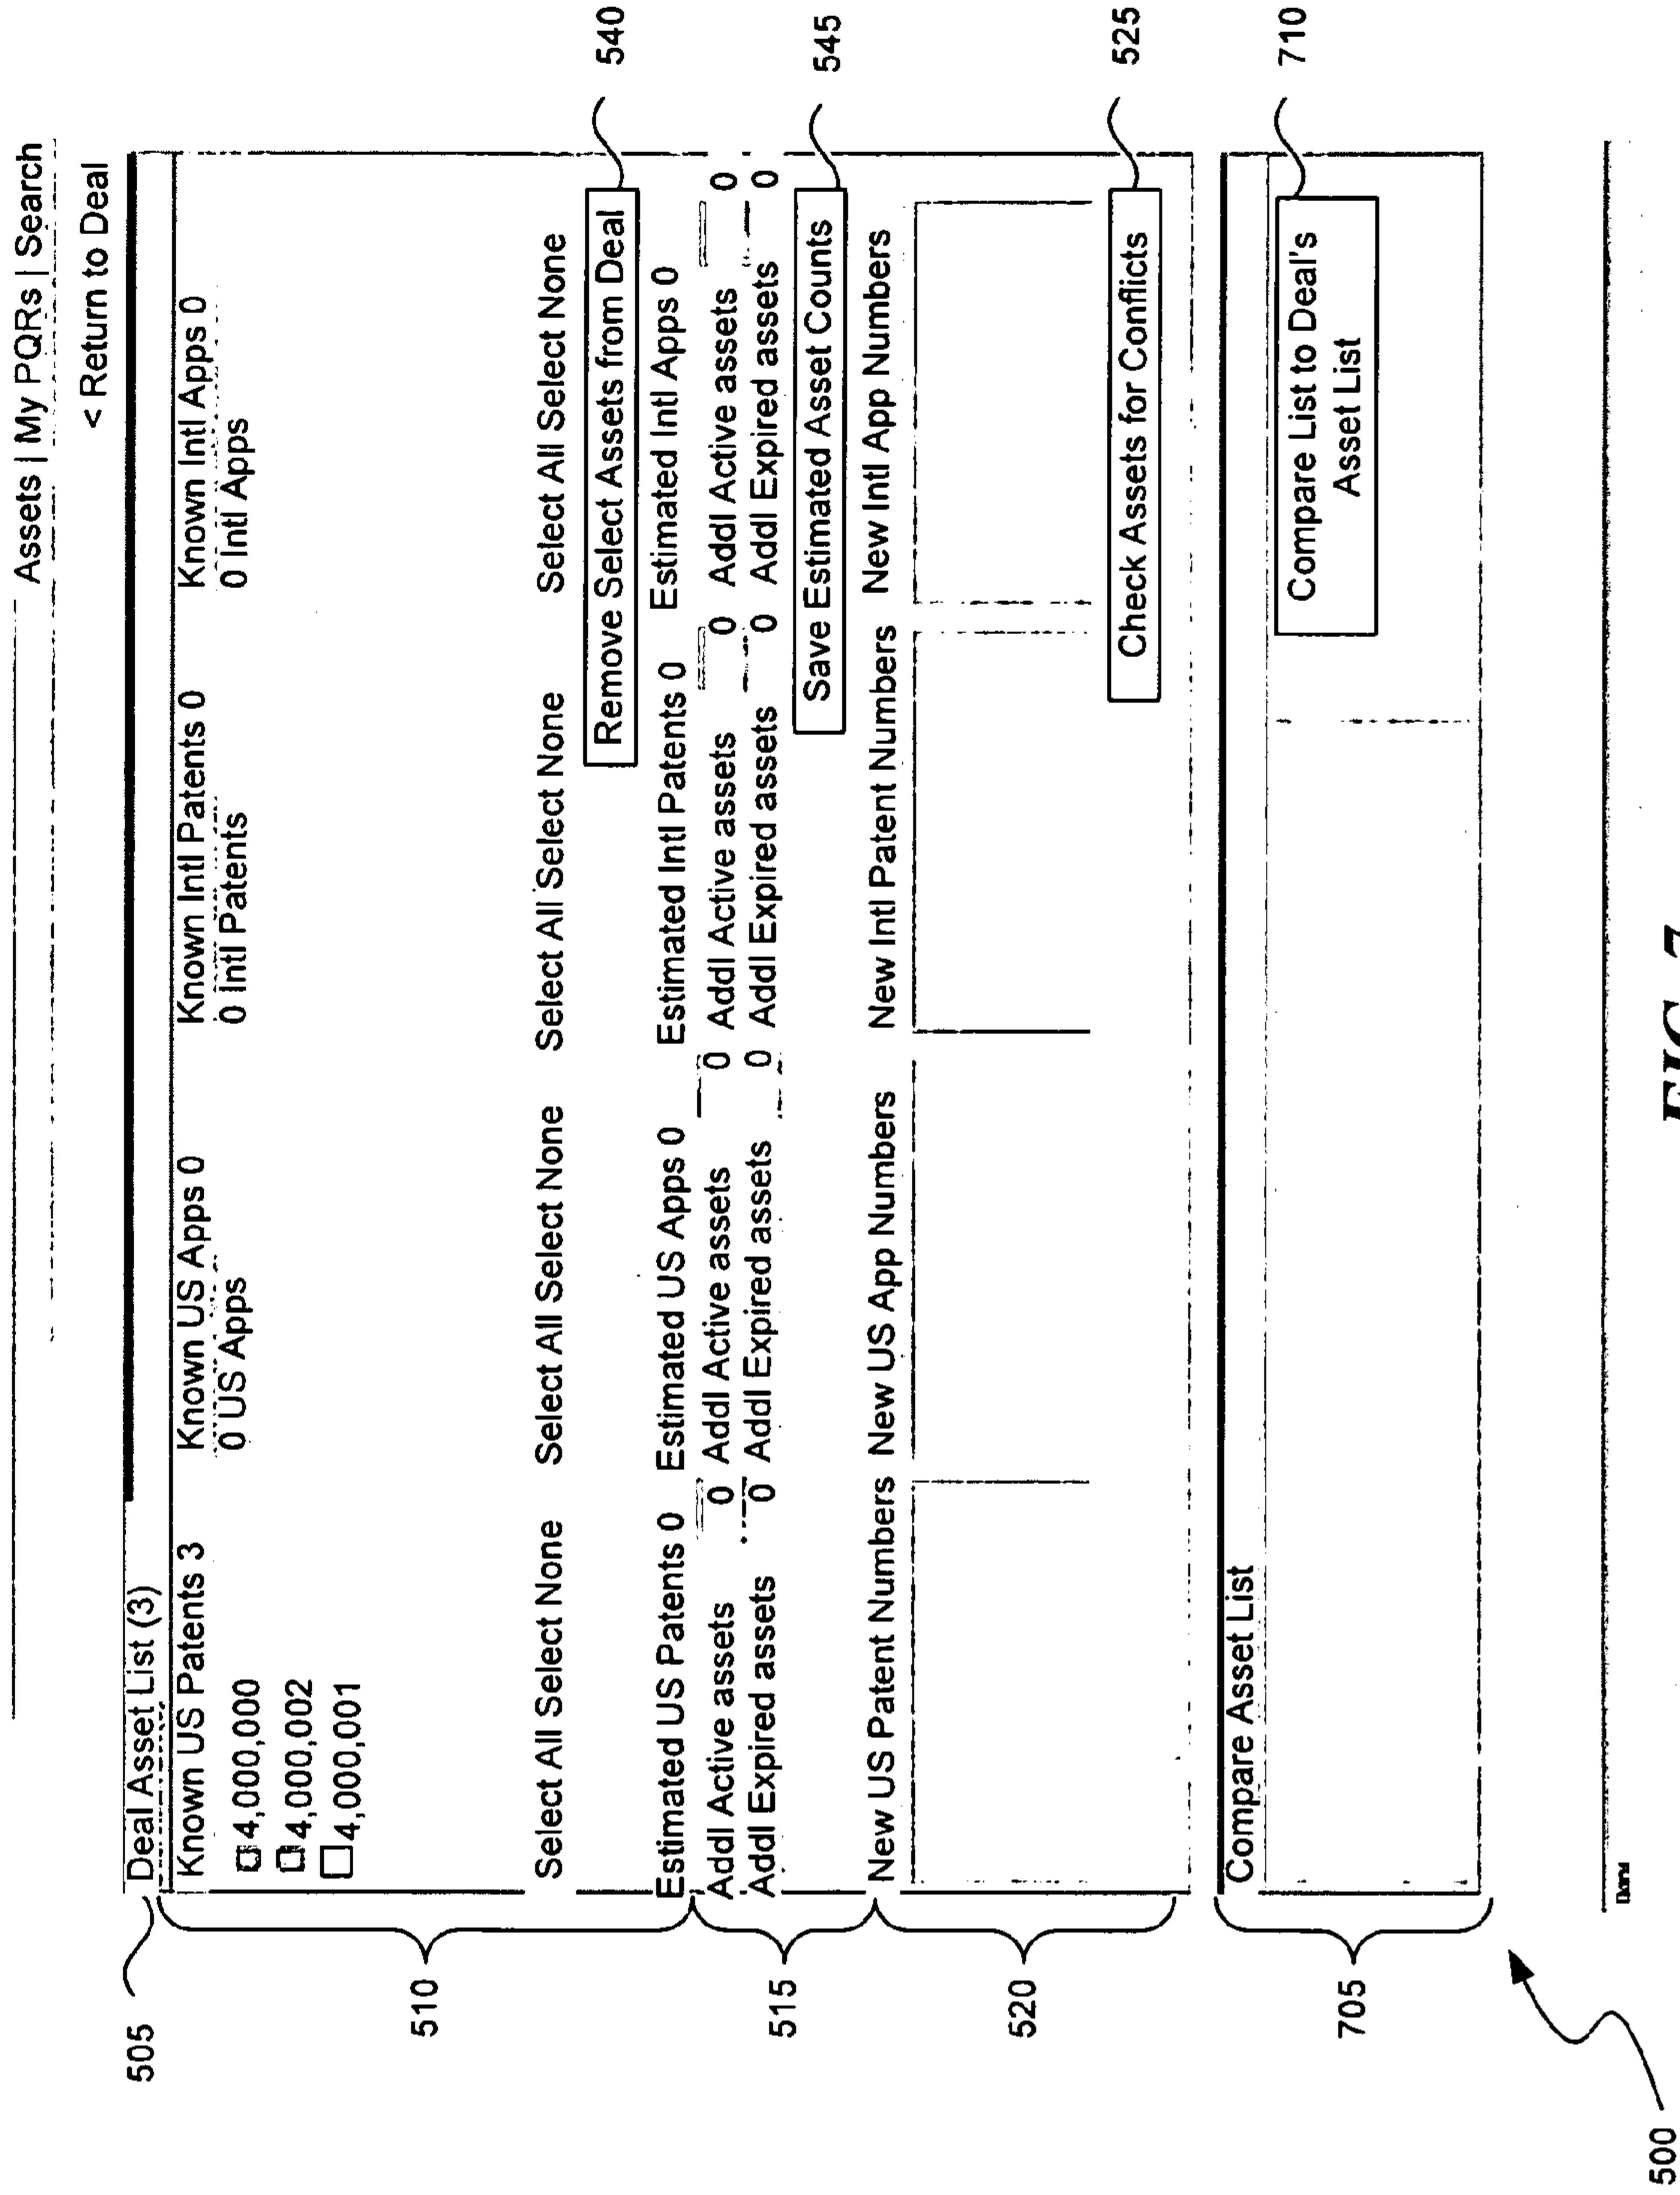 Assets | My PQRs | Search
< Return to Deal
505
Deal Asset List (3)
510
Known US Patents 3 Known US Apps 0 Known Intl Patents 0 Known Intl Apps 0
0 US Apps 0 Intl Patents 0 Intl Apps
4,000,000
4,000,002
4,000,001
Select All Select None Select All Select None Select All Select None Select All Select None
Remove Select Assets from Deal 540
Estimated US Patents 0 Estimated US Apps 0 Estimated Intl Patents 0 Estimated Intl Apps 0
515
Addl Active assets 0 Addl Active assets 0 Addl Active assets 0 Addl Active assets 0
Addl Expired assets 0 Addl Expired assets 0 Addl Expired assets 0 Addl Expired assets 0
Save Estimated Asset Counts 545
520
New US Patent Numbers New US App Numbers New Intl Patent Numbers New Intl App Numbers
Check Assets for Conflicts 525
705
Compare Asset List
Compare List to Deal's 710
Asset List
Done
500
FIG. 7